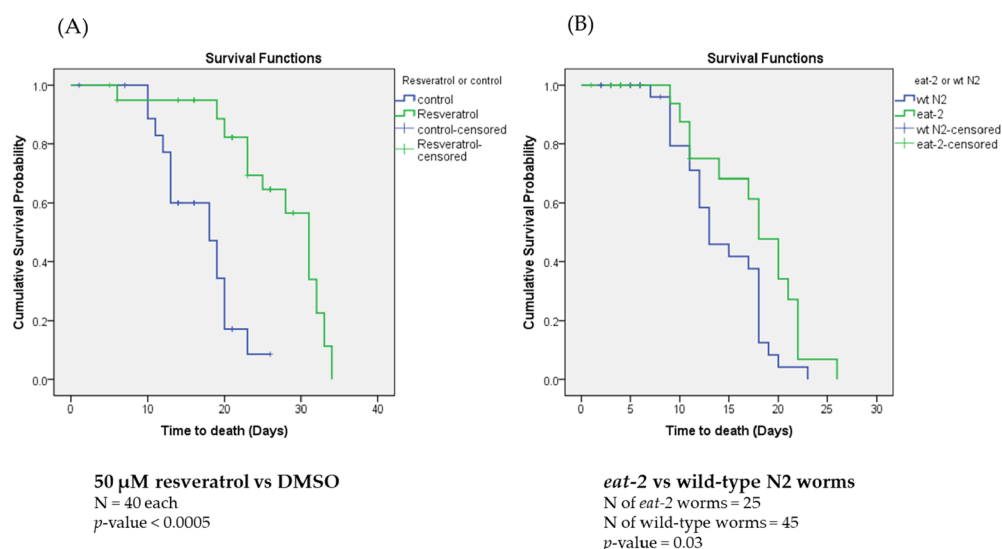 (A)
Survival Functions
Resveratrol or control
control
Resveratrol
control-censored
Resveratrol-
censored
Cumulative Survival Probability
1.0
0.8
0.6
0.4
0.2
0.0
0
10
20
30
40
Time to death (Days)
50 µM resveratrol vs DMSO
N = 40 each
p-value < 0.0005
(B)
Survival Functions
eat-2 or wt N2
wt N2
eat-2
wt N2-censored
eat-2-censored
Cumulative Survival Probability
1.0
0.8
0.6
0.4
0.2
0.0
0
5
10
15
20
25
30
Time to death (Days)
eat-2 vs wild-type N2 worms
N of eat-2 worms = 25
N of wild-type worms = 45
p-value = 0.03